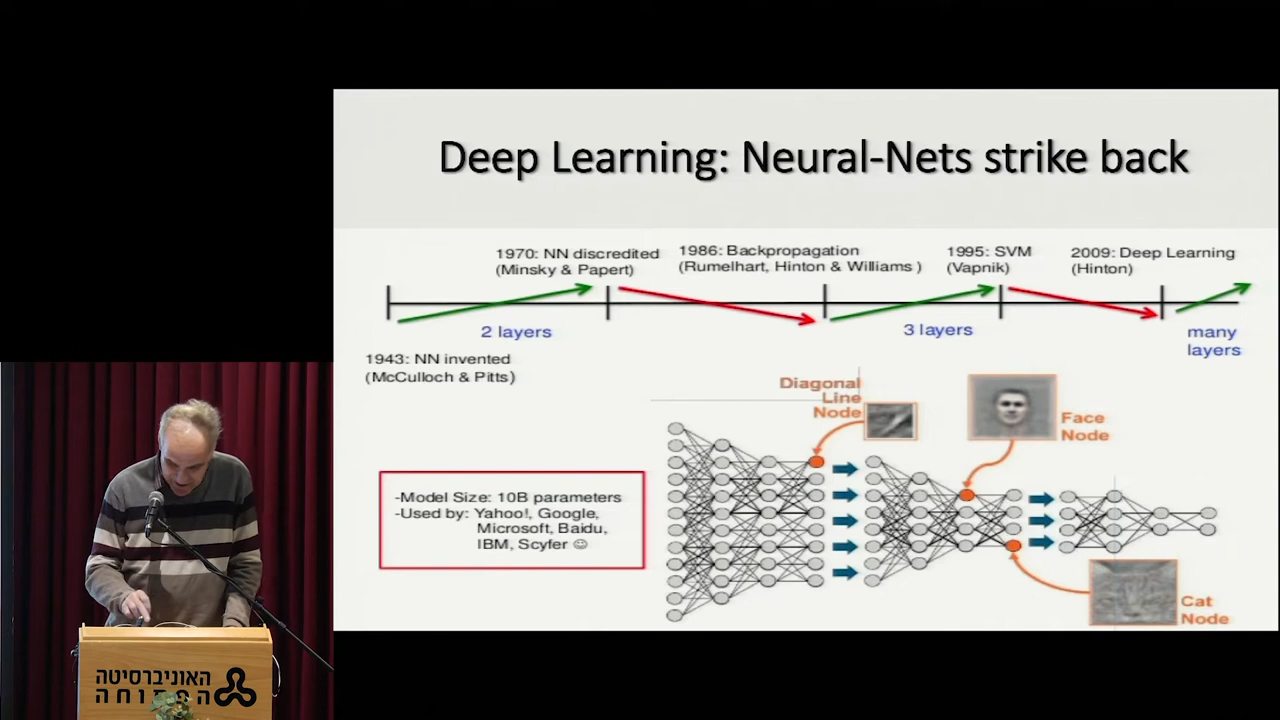 Deep Learning: Neural-Nets strike back
1970: NN discredited
(Minsky & Papert)
1986: Backpropagation
(Rumelhart, Hinton & Williams )
1995: SVM
(Vapnik)
2009: Deep Learning
(Hinton)
2 layers
3 layers
many
layers
1943: NN invented
(McCulloch & Pitts)
Diagonal
Line
Node
Face
Node
-Model Size: 10B parameters
-Used by: Yahoo!, Google,
Microsoft, Baidu,
IBM, Scyfer ☺
Cat
Node
האוניברסיטה